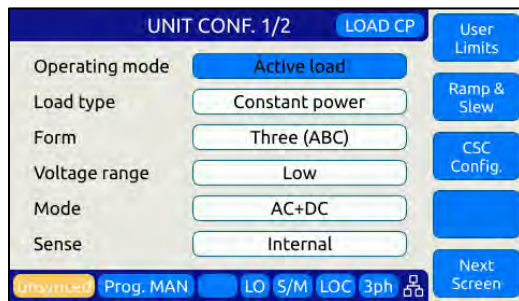 UNIT CONF. 1/2
LOAD CP
User
Limits
Operating mode
Active load
Load type
Constant power
Ramp &
Slew
Form
Three (ABC)
CSC
Config.
Voltage range
Low
Mode
AC+DC
Sense
Internal
Next
Screen
Unsynced
Prog. MAN
LO
S/M
LOC
3ph